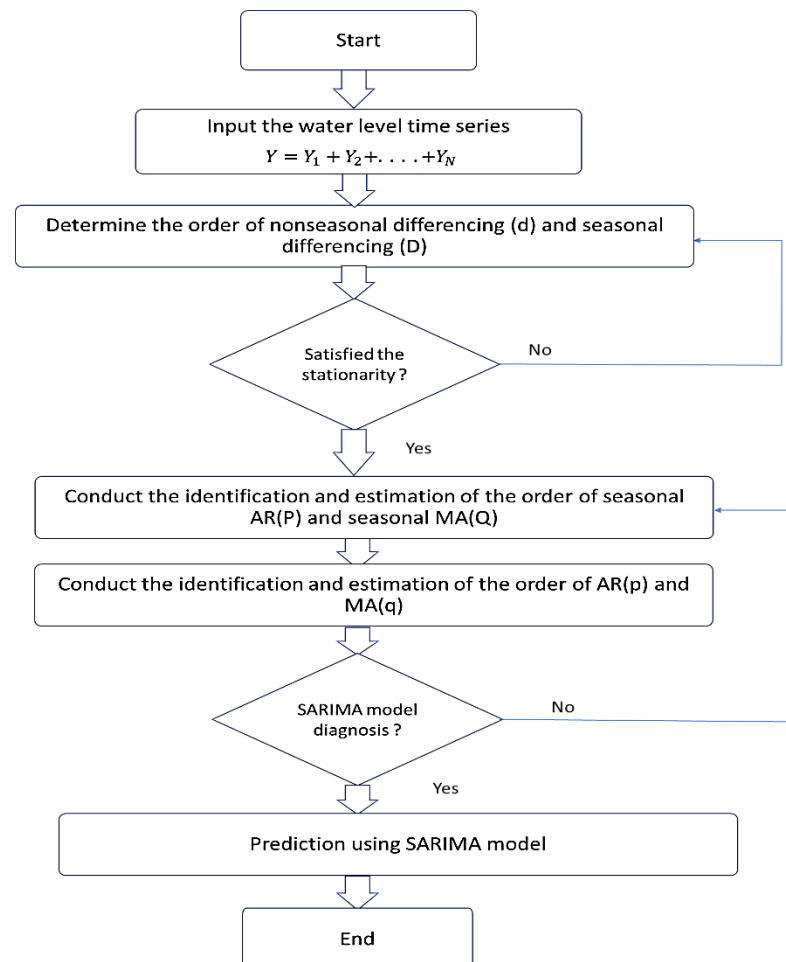 Start
Input the water level time series
Y = Y₁ + Y₂+. . . .+Y_N
Determine the order of nonseasonal differencing (d) and seasonal
differencing (D)
Satisfied the
stationarity ?
No
Yes
Conduct the identification and estimation of the order of seasonal
AR(P) and seasonal MA(Q)
Conduct the identification and estimation of the order of AR(p) and
MA(q)
SARIMA model
diagnosis ?
No
Yes
Prediction using SARIMA model
End